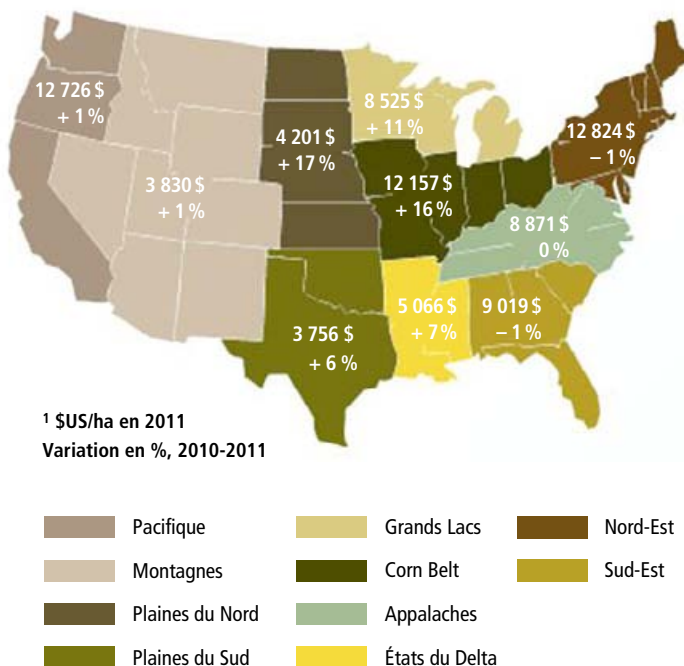 12 726 $
+ 1 %
8 525 $
+ 11 %
4 201 $
+ 17 %
12 824 $
– 1 %
3 830 $
+ 1 %
12 157 $
+ 16 %
8 871 $
0 %
5 066 $
+ 7 %
9 019 $
– 1 %
3 756 $
+ 6 %
¹ $US/ha en 2011
Variation en %, 2010-2011
Pacifique
Grands Lacs
Nord-Est
Montagnes
Corn Belt
Sud-Est
Plaines du Nord
Appalaches
Plaines du Sud
États du Delta